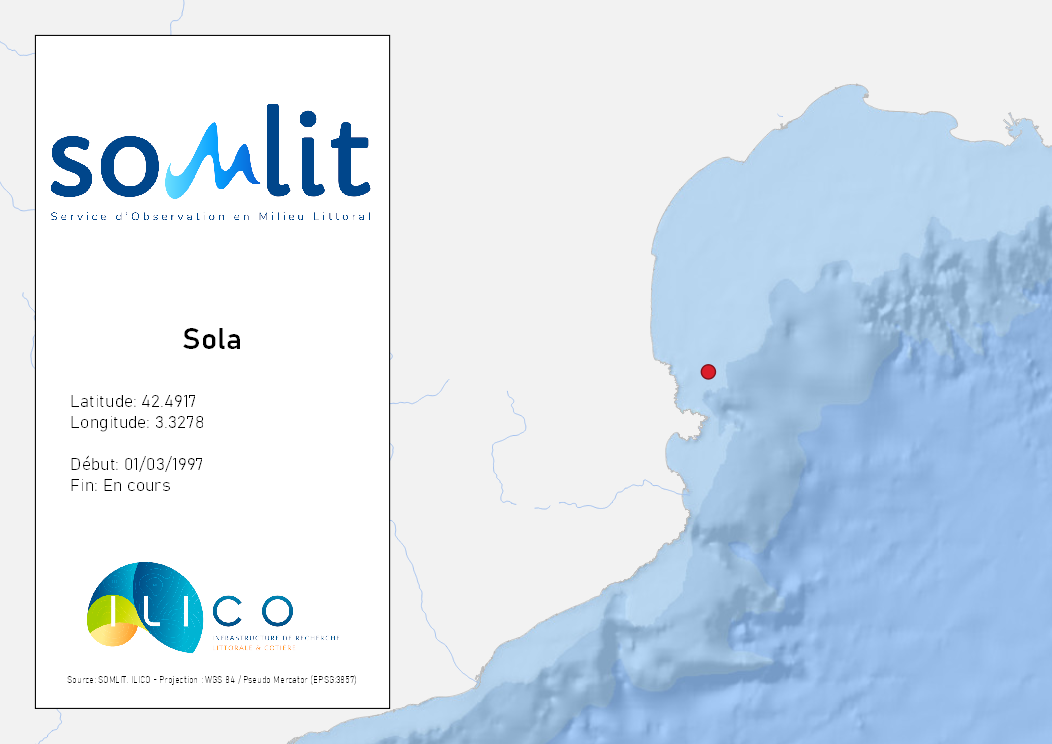 somlit
Service d'Observation en Milieu Littoral
Sola
Latitude: 42.4917
Longitude: 3.3278
Début: 01/03/1997
Fin: En cours
ILICO
INFRASTRUCTURE DE RECHERCHE
LITTORALE & CÔTIÈRE
Source: SOMLIT, ILICO - Projection : WGS 84 / Pseudo Mercator (EPSG:3857)